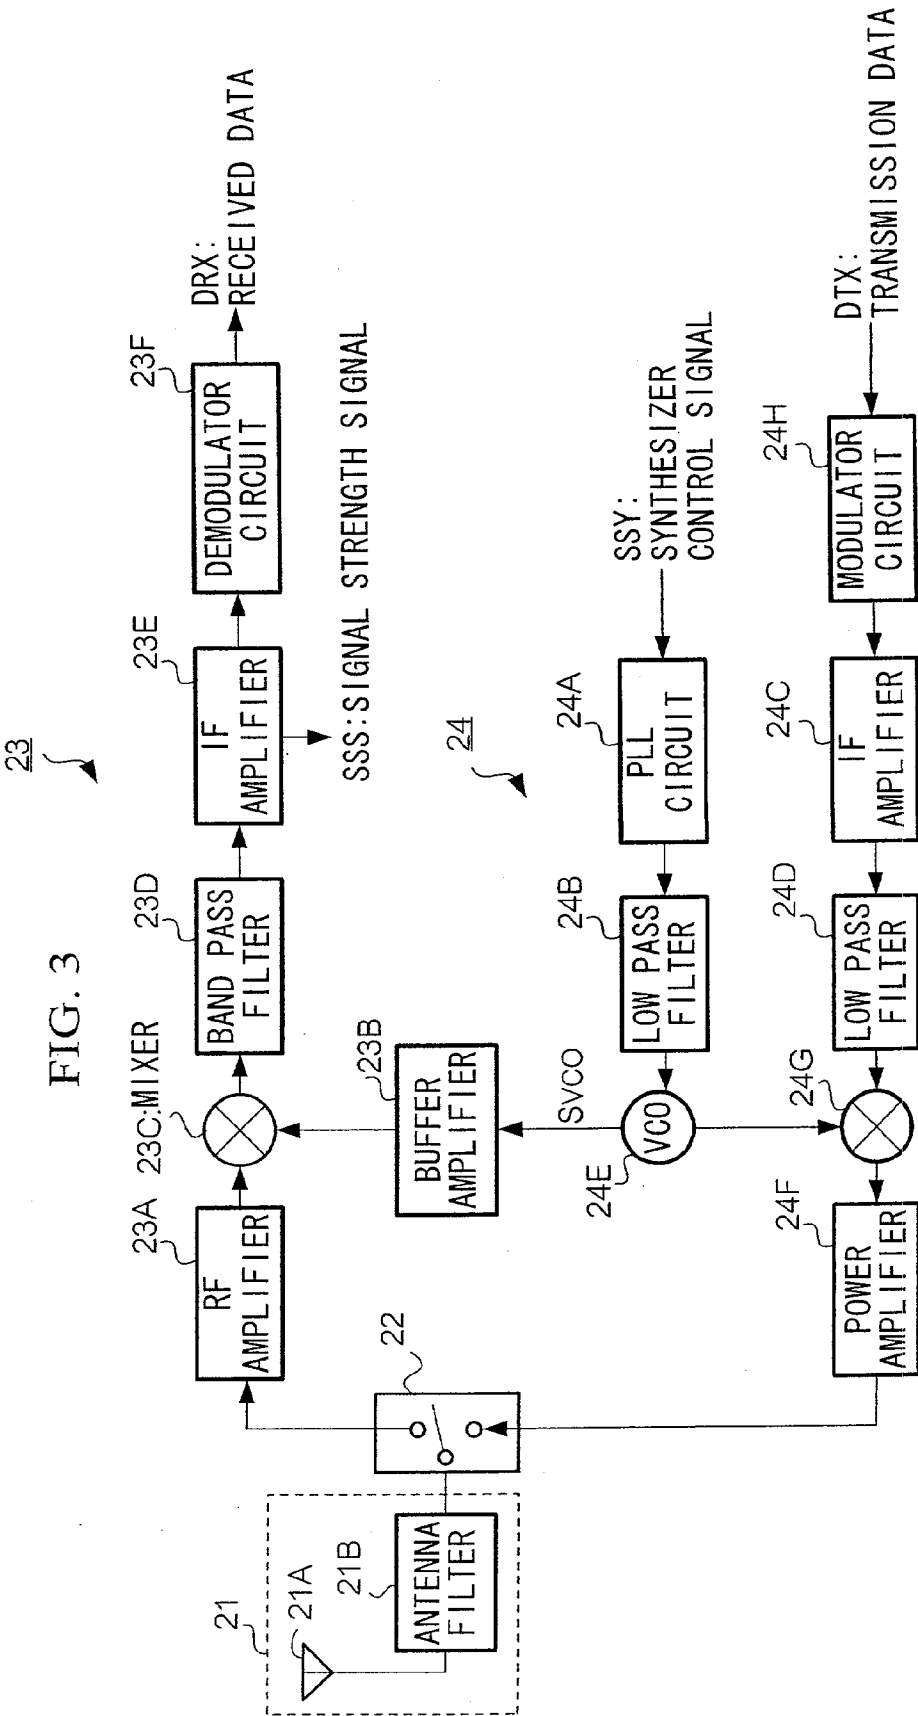 FIG. 3
23
23A
RF
AMPLIFIER
23C:MIXER
23D
BAND PASS
FILTER
23E
IF
AMPLIFIER
23F
DEMODULATOR
CIRCUIT
DRX:
RECEIVED DATA
SSS:SIGNAL STRENGTH SIGNAL
23B
BUFFER
AMPLIFIER
21
21A
21B
ANTENNA
FILTER
22
24
SVCO
24E
VCO
24B
LOW PASS
FILTER
24A
PLL
CIRCUIT
SSY:
SYNTHESIZER
CONTROL SIGNAL
24F
POWER
AMPLIFIER
24G
24D
LOW PASS
FILTER
24C
IF
AMPLIFIER
24H
MODULATOR
CIRCUIT
DTX:
TRANSMISSION DATA